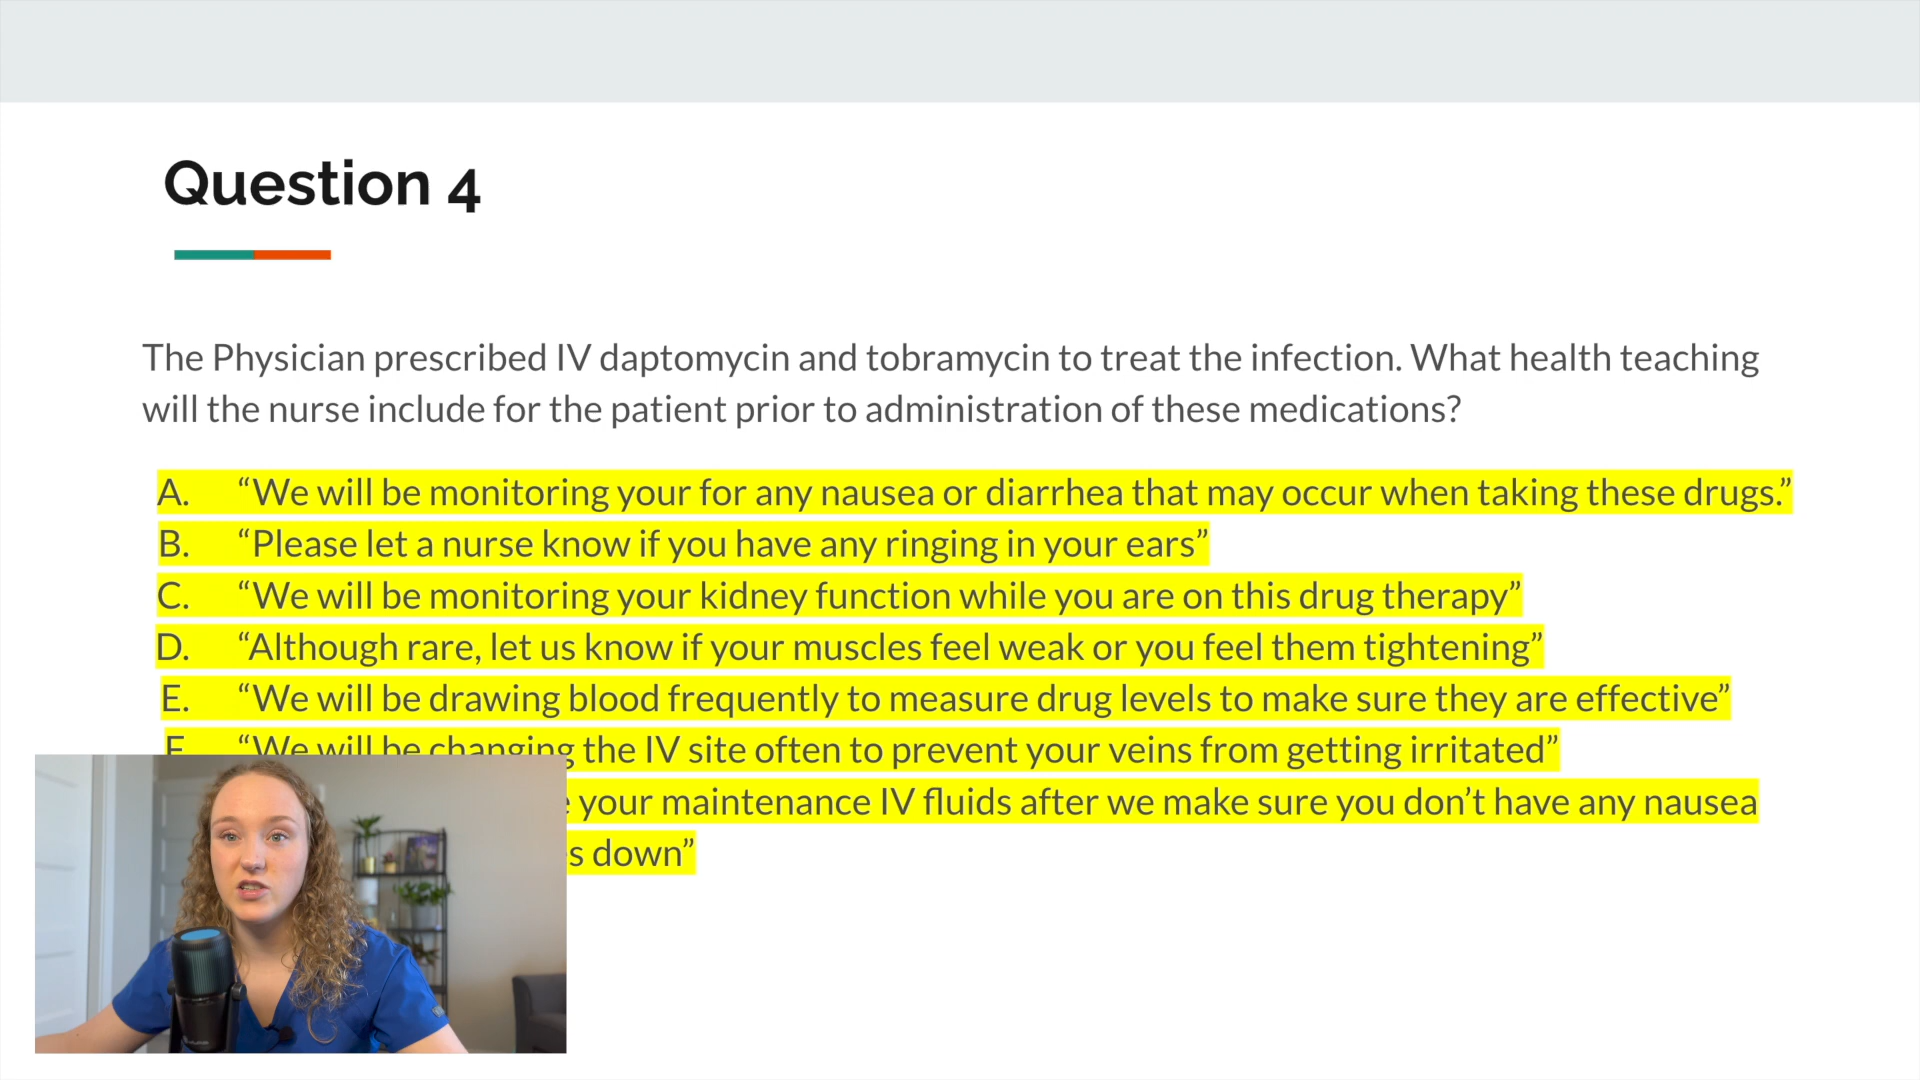 Question 4
The Physician prescribed IV daptomycin and tobramycin to treat the infection. What health teaching
will the nurse include for the patient prior to administration of these medications?
A. “We will be monitoring your for any nausea or diarrhea that may occur when taking these drugs.”
B. “Please let a nurse know if you have any ringing in your ears”
C. “We will be monitoring your kidney function while you are on this drug therapy”
D. “Although rare, let us know if your muscles feel weak or you feel them tightening”
E. “We will be drawing blood frequently to measure drug levels to make sure they are effective”
F. “We will be changing the IV site often to prevent your veins from getting irritated”
your maintenance IV fluids after we make sure you don’t have any nausea
down”